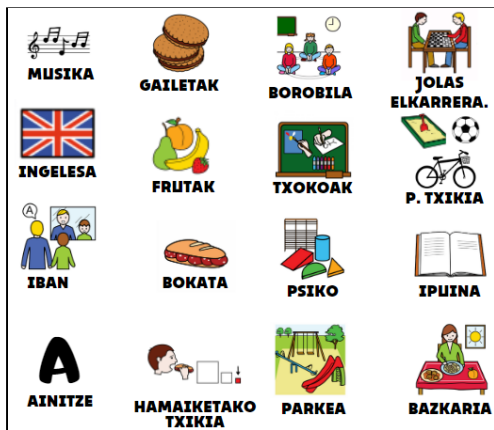 MUSIKA
GAILETAK
BOROBILA
JOLAS
ELKARRERA.
INGELESA
FRUTAK
TXOKOAK
P. TXIKIA
A
IBAN
BOKATA
PSIKO
IPUINA
A
AINITZE
HAMAIKETAKO
TXIKIA
PARKEA
BAZKARIA